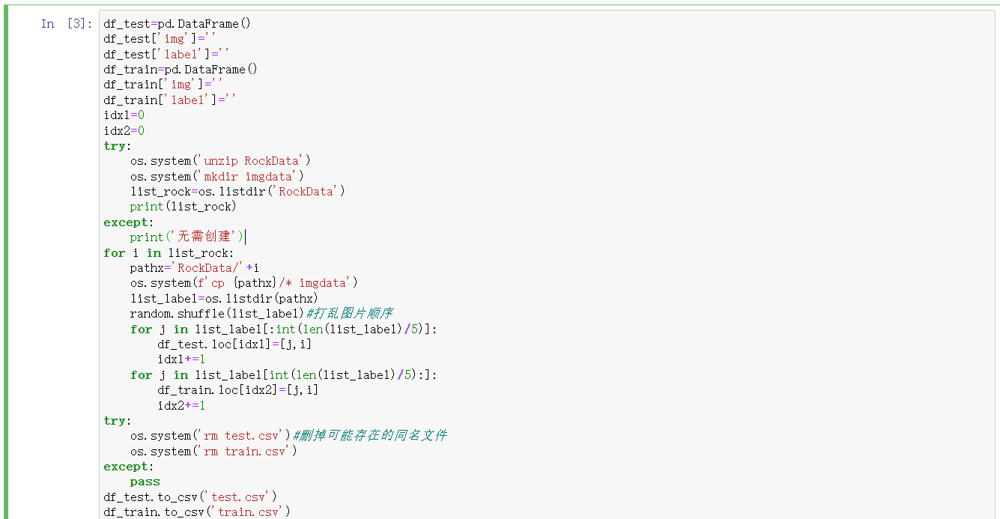 In [3]:
df_test=pd.DataFrame()
df_test['img']=''
df_test['label']=''
df_train=pd.DataFrame()
df_train['img']=''
df_train['label']=''
idx1=0
idx2=0
try:
    os.system('unzip RockData')
    os.system('mkdir imgdata')
    list_rock=os.listdir('RockData')
    print(list_rock)
except:
    print('无需创建')
for i in list_rock:
    pathx='RockData/'+i
    os.system(f'cp {pathx}/* imgdata')
    list_label=os.listdir(pathx)
    random.shuffle(list_label)#打乱图片顺序
    for j in list_label[:int(len(list_label)/5)]:
        df_test.loc[idx1]=[j,i]
        idx1+=1
    for j in list_label[int(len(list_label)/5):]:
        df_train.loc[idx2]=[j,i]
        idx2+=1
try:
    os.system('rm test.csv')#删掉可能存在的同名文件
    os.system('rm train.csv')
except:
    pass
df_test.to_csv('test.csv')
df_train.to_csv('train.csv')